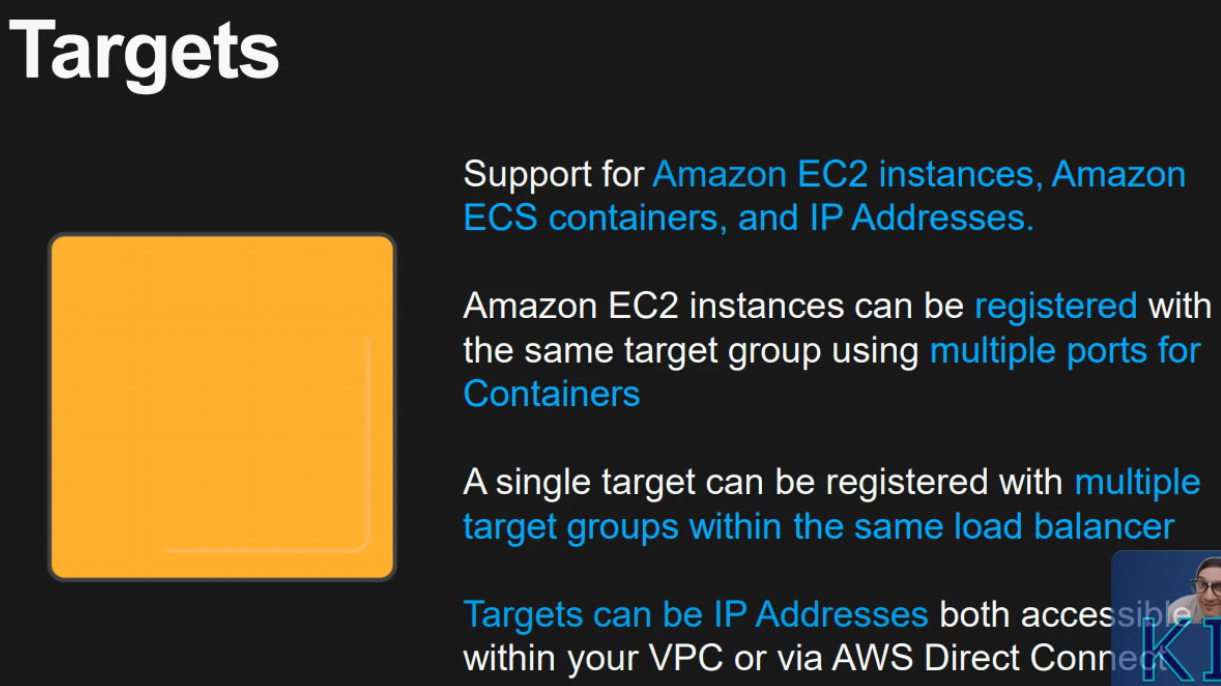 Targets
Support for Amazon EC2 instances, Amazon
ECS containers, and IP Addresses.
Amazon EC2 instances can be registered with
the same target group using multiple ports for
Containers
A single target can be registered with multiple
target groups within the same load balancer
Targets can be IP Addresses both accessible
within your VPC or via AWS Direct Connect
KI